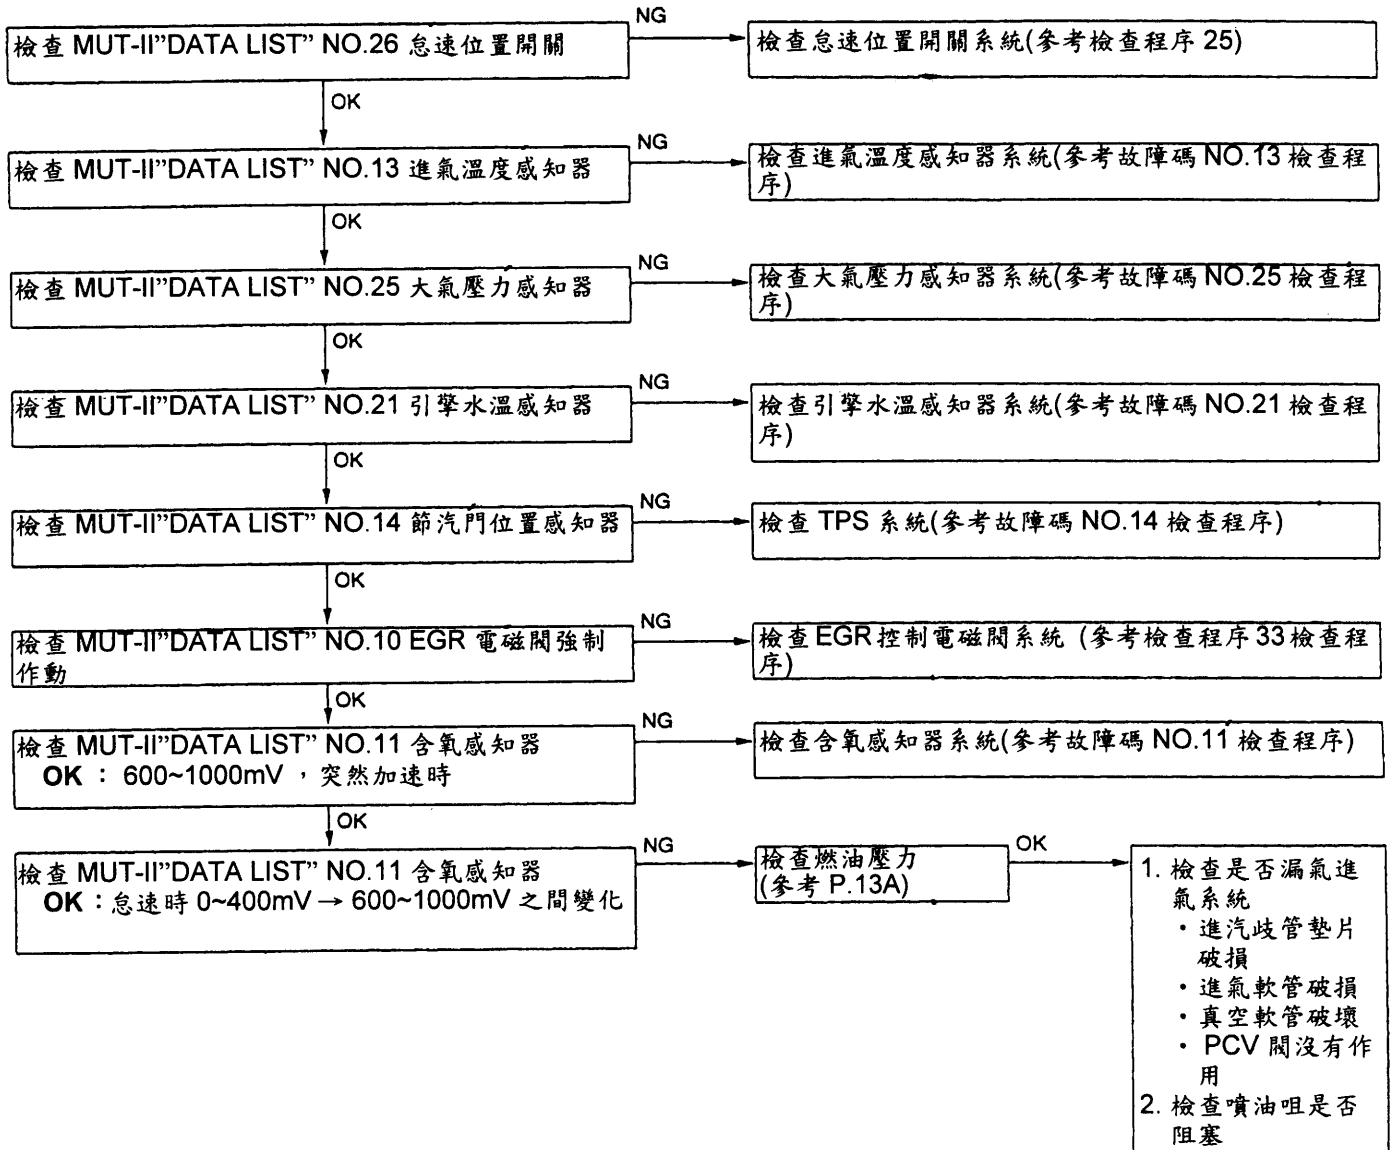 檢查 MUT-II”DATA LIST” NO.26 怠速位置開關
NG
檢查怠速位置開關系統(參考檢查程序 25)
OK
檢查 MUT-II”DATA LIST” NO.13 進氣溫度感知器
NG
檢查進氣溫度感知器系統(參考故障碼 NO.13 檢查程
序)
OK
檢查 MUT-II”DATA LIST” NO.25 大氣壓力感知器
NG
檢查大氣壓力感知器系統(參考故障碼 NO.25 檢查程
序)
OK
檢查 MUT-II”DATA LIST” NO.21 引擎水溫感知器
NG
檢查引擎水溫感知器系統(參考故障碼 NO.21 檢查程
序)
OK
檢查 MUT-II”DATA LIST” NO.14 節汽門位置感知器
NG
檢查 TPS 系統(參考故障碼 NO.14 檢查程序)
OK
檢查 MUT-II”DATA LIST” NO.10 EGR 電磁閥強制
作動
NG
檢查 EGR 控制電磁閥系統 (參考檢查程序 33 檢查程
序)
OK
檢查 MUT-II”DATA LIST” NO.11 含氧感知器
OK : 600~1000mV ，突然加速時
NG
檢查含氧感知器系統(參考故障碼 NO.11 檢查程序)
OK
檢查 MUT-II”DATA LIST” NO.11 含氧感知器
OK : 怠速時 0~400mV → 600~1000mV 之間變化
NG
檢查燃油壓力
(參考 P.13A)
OK
1. 檢查是否漏氣進
氣系統
・進汽歧管墊片
破損
・進氣軟管破損
・真空軟管破壞
・PCV 閥沒有作
用
2. 檢查噴油咀是否
阻塞